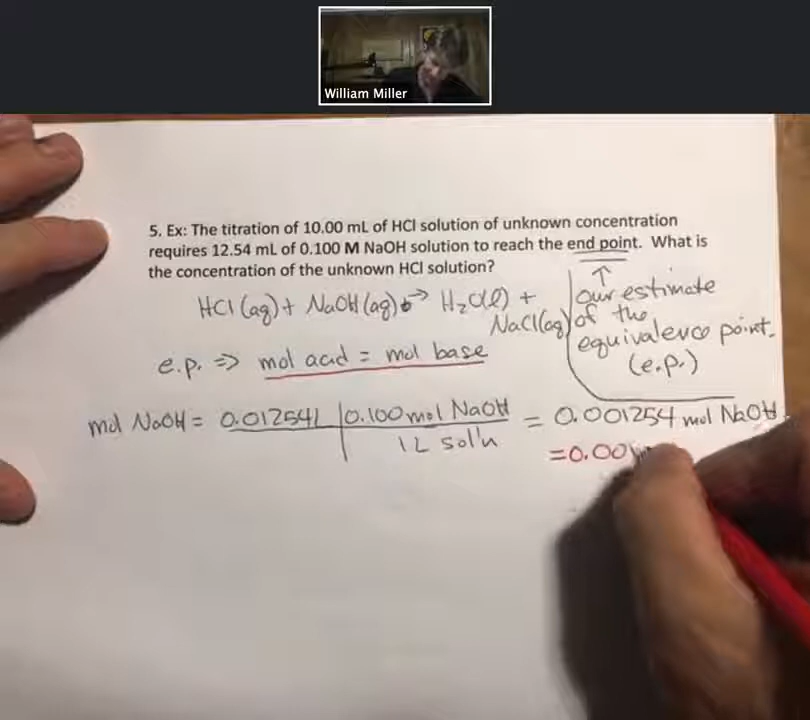 William Miller
5. Ex: The titration of 10.00 mL of HCl solution of unknown concentration
requires 12.54 mL of 0.100 M NaOH solution to reach the end point. What is
the concentration of the unknown HCl solution?
HCl(aq) + NaOH(aq) → H₂O(l) +
NaCl(aq)
↑
our estimate
of the
equivalence point.
(e.p.)
e.p. ⇒ mol acid = mol base
mol NaOH = 0.01254L | 0.100 mol NaOH = 0.001254 mol NaOH
1L sol'n
=0.00